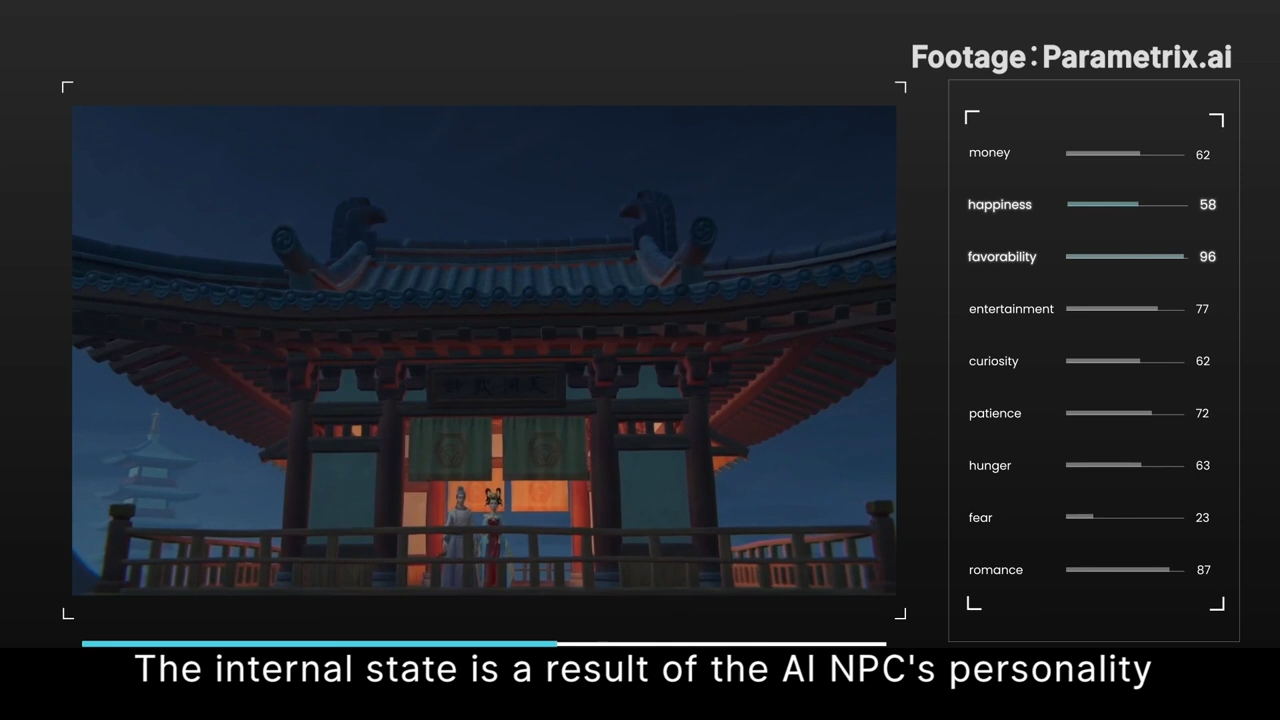 Footage：Parametrix.ai
money 62
happiness 58
favorability 96
entertainment 77
curiosity 62
patience 72
hunger 63
fear 23
romance 87
The internal state is a result of the AI NPC's personality